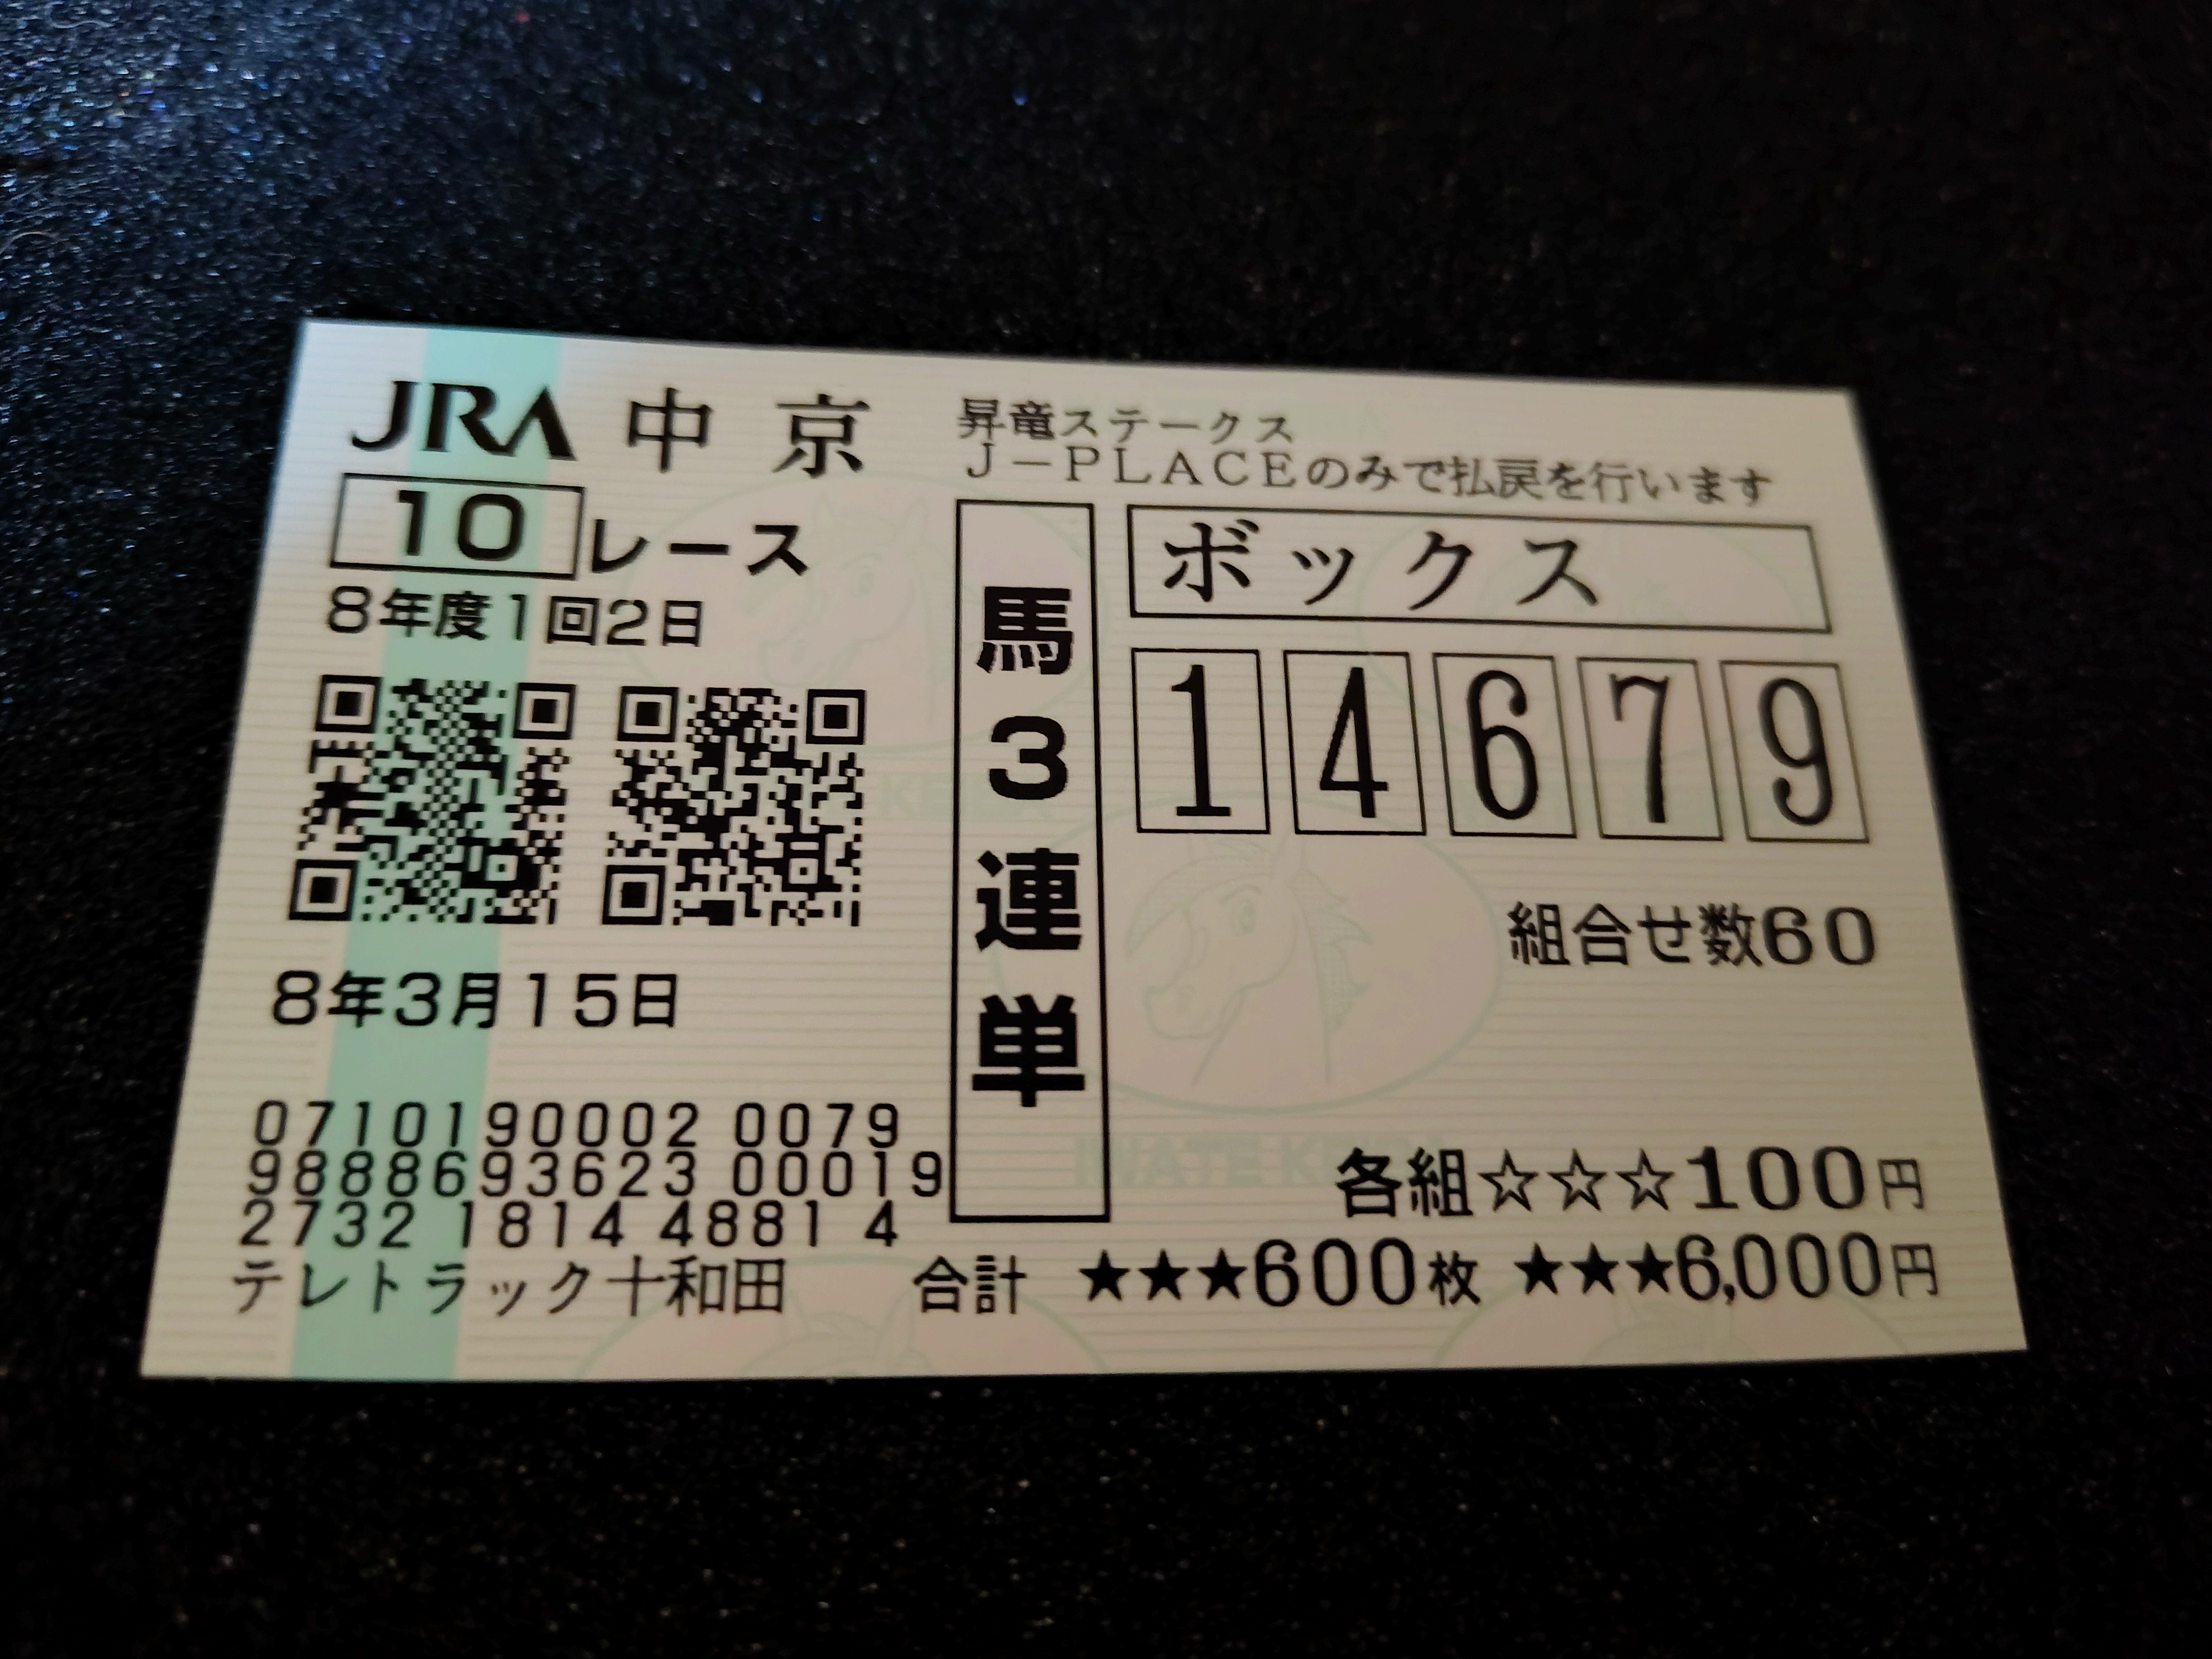 JRA 中京
10 レース
8年度1回2日
8年3月15日
0710190002 0079
9888693623 00019
2732 1814 4881 4
テレトラック十和田
昇竜ステークス
J－PLACEのみで払戻を行います
馬3連単
ボックス
1 4 6 7 9
組合せ数60
各組☆☆☆100円
合計 ★★★600枚 ★★★6,000円